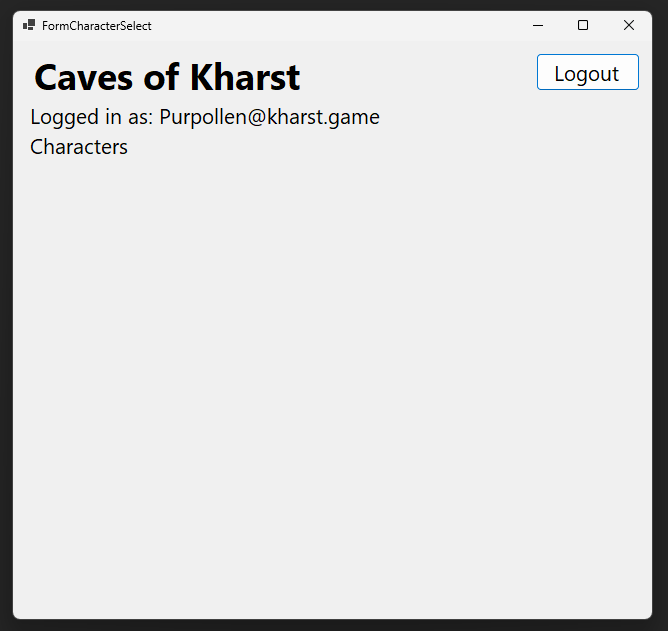 FormCharacterSelect
Caves of Kharst
Logout
Logged in as: Purpollen@kharst.game
Characters